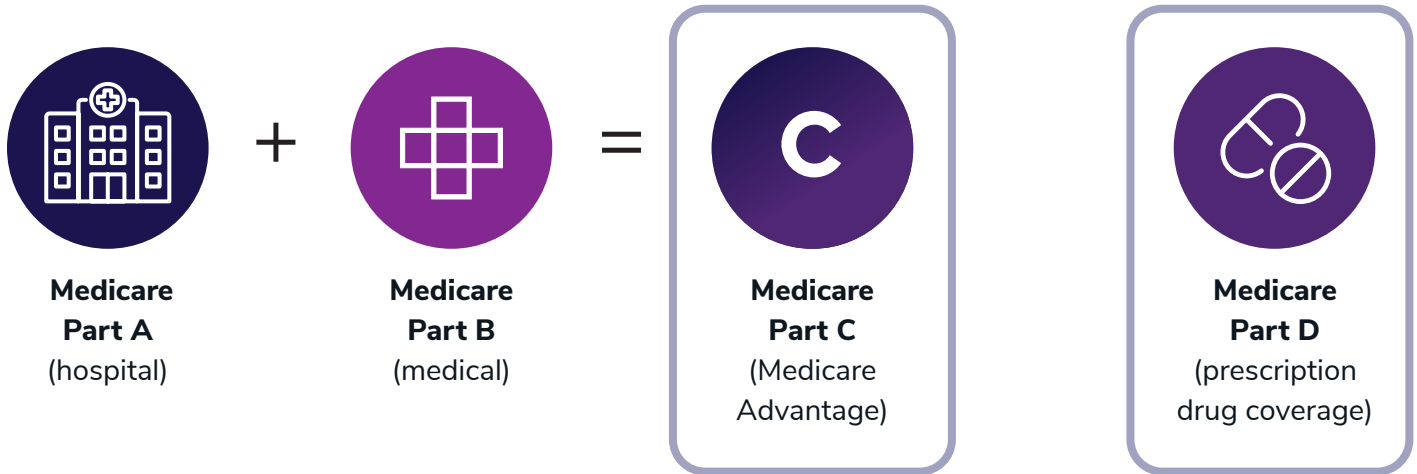 +
=
C
Medicare
Part A
(hospital)
Medicare
Part B
(medical)
Medicare
Part C
(Medicare
Advantage)
Medicare
Part D
(prescription
drug coverage)